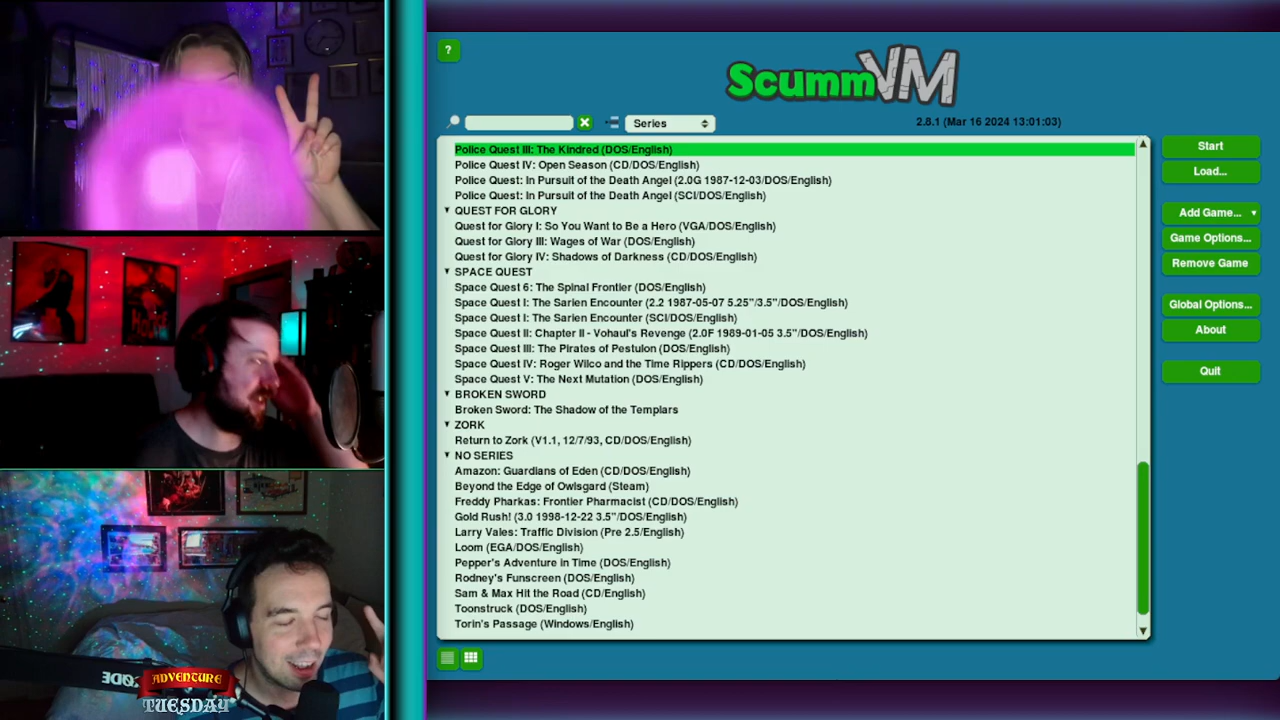 ?
ScummVM
Series
2.8.1 (Mar 16 2024 13:01:03)
Police Quest III: The Kindred (DOS/English)
Police Quest IV: Open Season (CD/DOS/English)
Police Quest: In Pursuit of the Death Angel (2.0G 1987-12-03/DOS/English)
Police Quest: In Pursuit of the Death Angel (SCI/DOS/English)
QUEST FOR GLORY
Quest for Glory I: So You Want to Be a Hero (VGA/DOS/English)
Quest for Glory III: Wages of War (DOS/English)
Quest for Glory IV: Shadows of Darkness (CD/DOS/English)
SPACE QUEST
Space Quest 6: The Spinal Frontier (DOS/English)
Space Quest I: The Sarien Encounter (2.2 1987-05-07 5.25"/3.5"/DOS/English)
Space Quest I: The Sarien Encounter (SCI/DOS/English)
Space Quest II: Chapter II - Vohaul's Revenge (2.0F 1989-01-05 3.5"/DOS/English)
Space Quest III: The Pirates of Pestulon (DOS/English)
Space Quest IV: Roger Wilco and the Time Rippers (CD/DOS/English)
Space Quest V: The Next Mutation (DOS/English)
BROKEN SWORD
Broken Sword: The Shadow of the Templars
ZORK
Return to Zork (V1.1, 12/7/93, CD/DOS/English)
NO SERIES
Amazon: Guardians of Eden (CD/DOS/English)
Beyond the Edge of Owlsgard (Steam)
Freddy Pharkas: Frontier Pharmacist (CD/DOS/English)
Gold Rush! (3.0 1998-12-22 3.5"/DOS/English)
Larry Vales: Traffic Division (Pre 2.5/English)
Loom (EGA/DOS/English)
Pepper's Adventure in Time (DOS/English)
Rodney's Funscreen (DOS/English)
Sam & Max Hit the Road (CD/English)
Toonstruck (DOS/English)
Torin's Passage (Windows/English)
Start
Load...
Add Game...
Game Options...
Remove Game
Global Options...
About
Quit
RØDE
ADVENTURE
TUESDAY